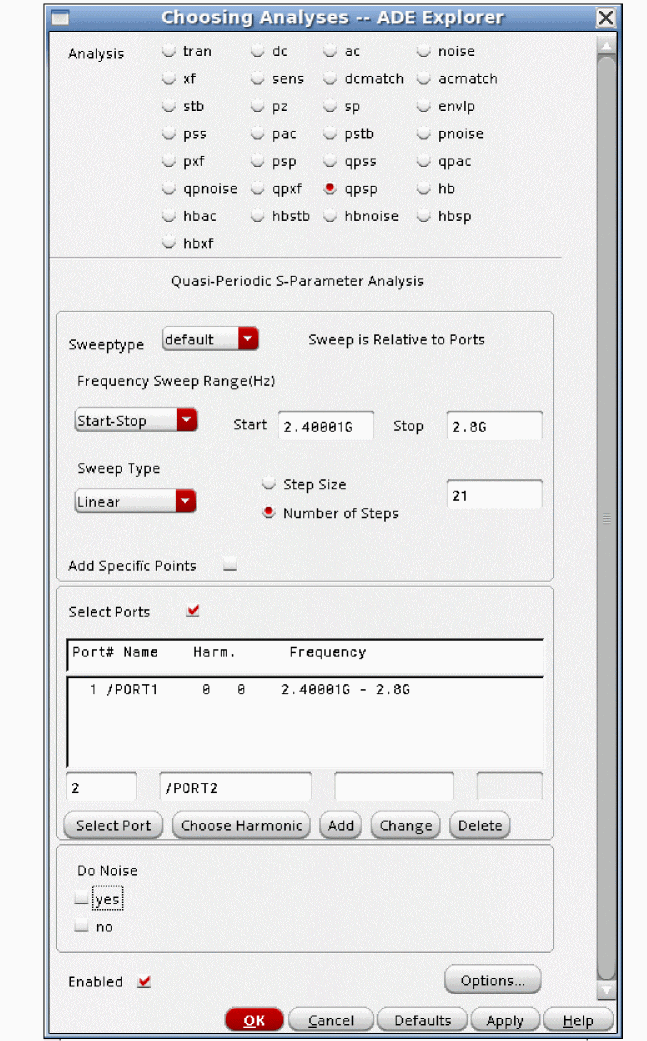 Choosing Analyses -- ADE Explorer
Analysis tran dc ac noise
xf sens dcmatch acmatch
stb pz sp envlp
pss pac pstb pnoise
pxf psp qpss qpac
qpnoise qpxf qpsp hb
hbac hbstb hbnoise hbsp
hbxf
Quasi-Periodic S-Parameter Analysis
Sweeptype default Sweep is Relative to Ports
Frequency Sweep Range(Hz)
Start-Stop Start 2.40001G Stop 2.8G
Sweep Type
Linear Step Size 21
Number of Steps
Add Specific Points
Select Ports
Port# Name Harm. Frequency
1 /PORT1 0 0 2.40001G - 2.8G
2 /PORT2
Select Port Choose Harmonic Add Change Delete
Do Noise
yes
no
Enabled Options...
OK Cancel Defaults Apply Help